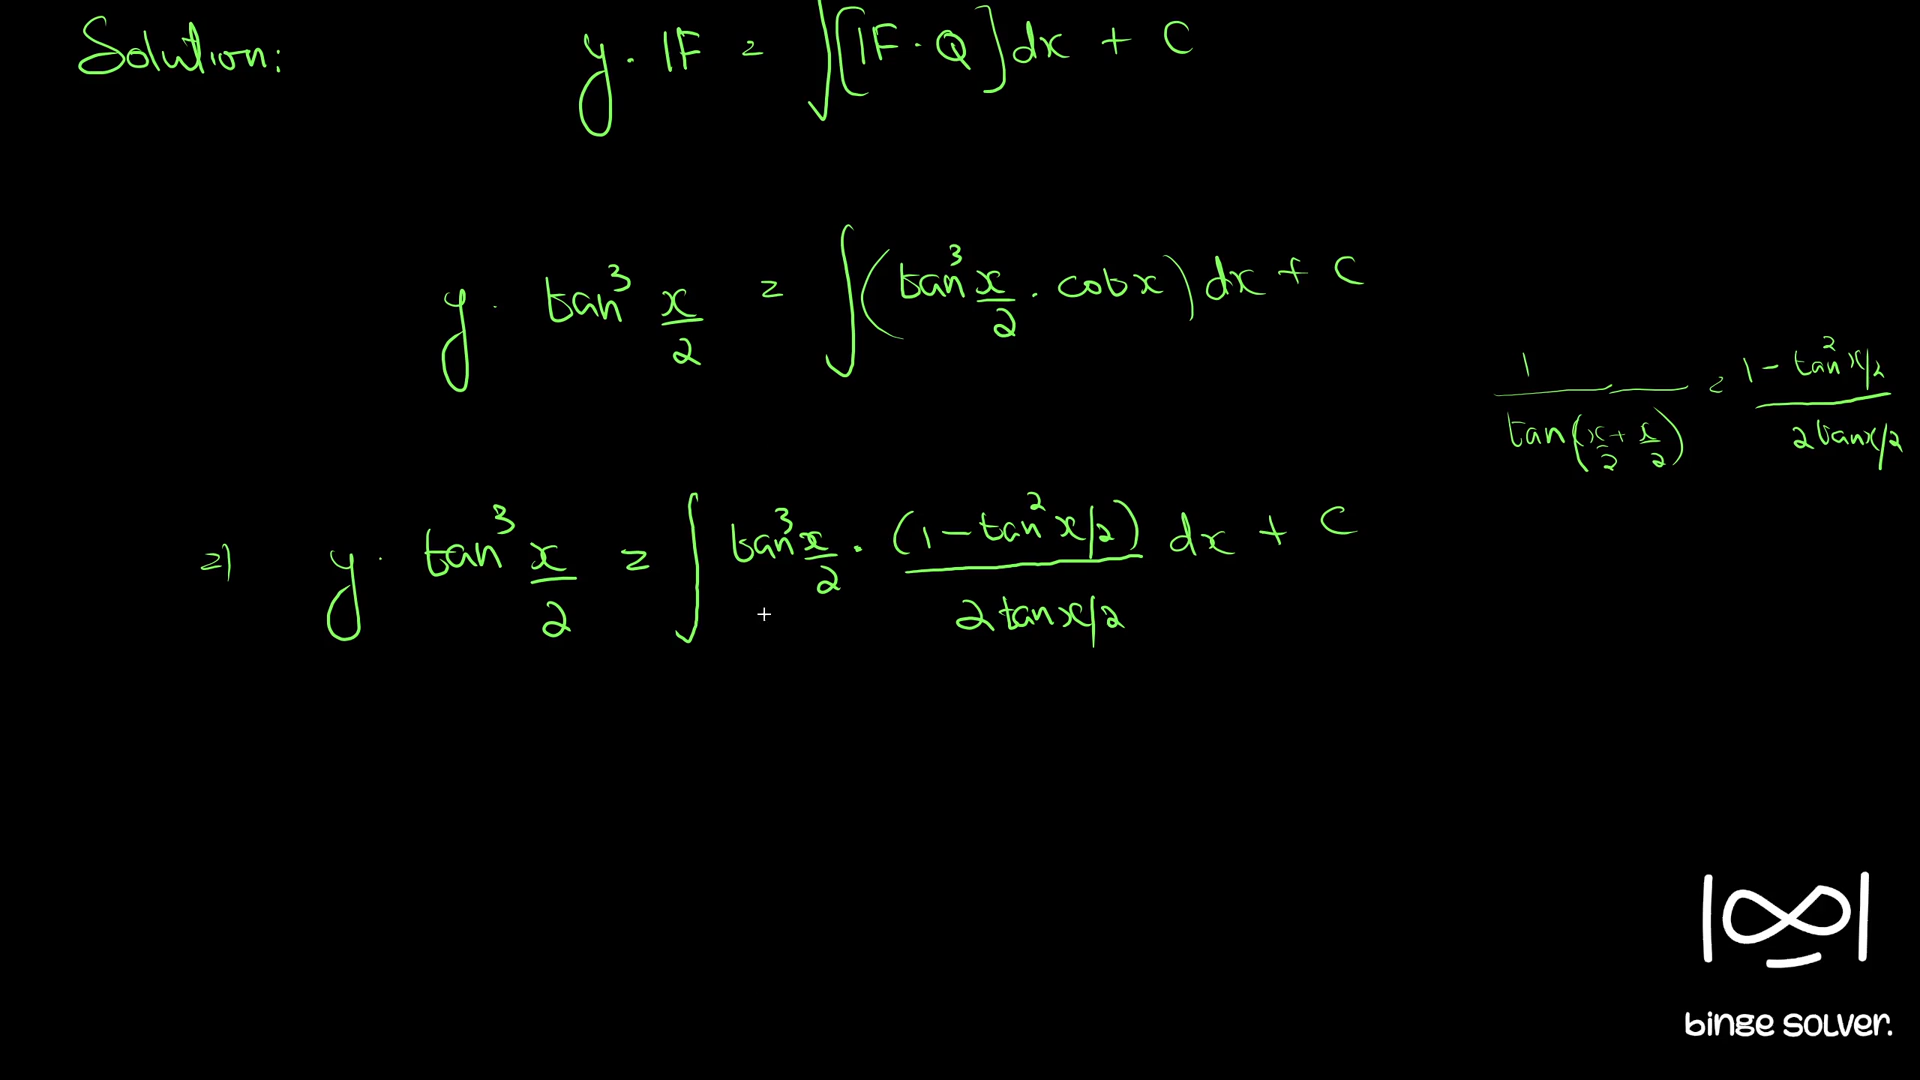 Solution: y · IF = ∫[IF · Q] dx + C
y · tan³ x/2 = ∫(tan³ x/2 · cotx) dx + C
1/tan(x/2 + x/2) = (1 - tan² x/2)/(2 tan x/2)
=) y · tan³ x/2 = ∫ tan³ x/2 · (1 - tan² x/2)/(2 tan x/2) dx + C
binge solver.